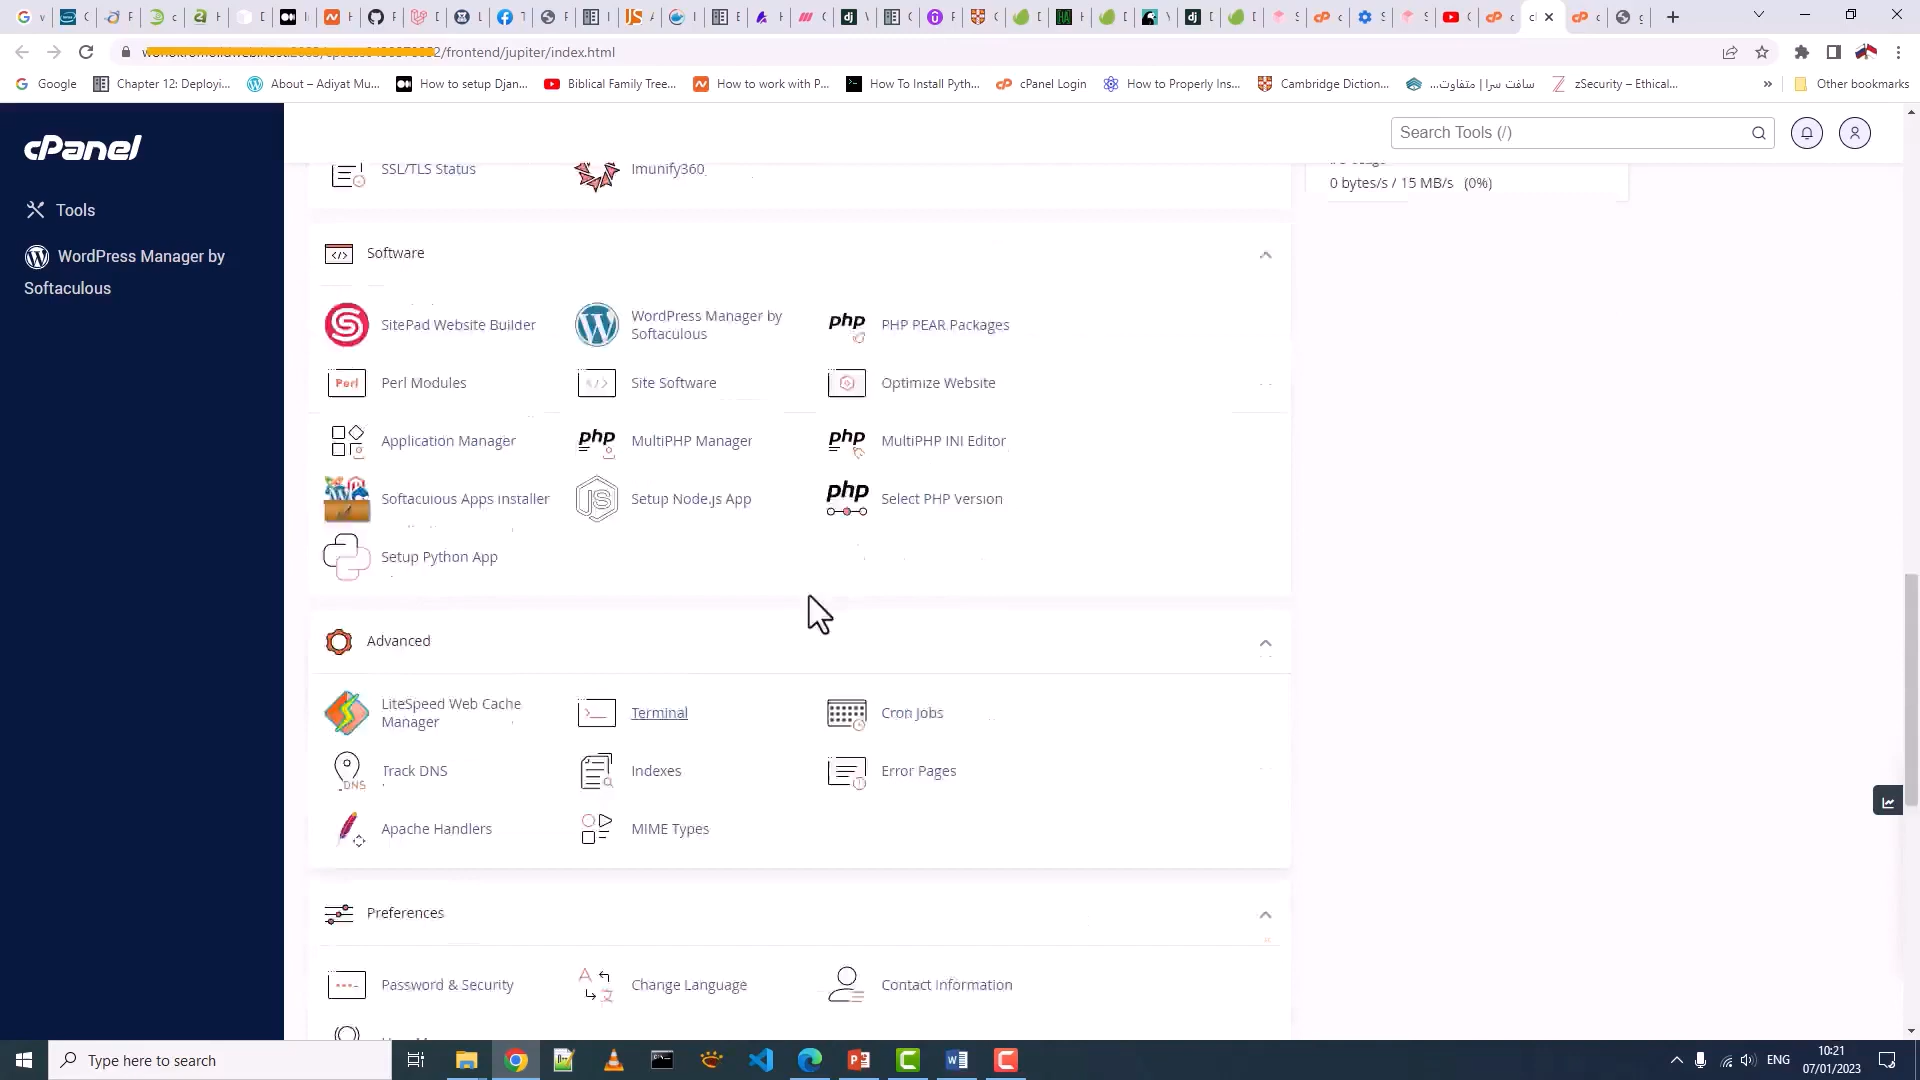 /frontend/jupiter/index.html
Google
Chapter 12: Deployi...
About – Adiyat Mu...
How to setup Djan...
Biblical Family Tree...
How to work with P...
How To Install Pyth...
cPanel Login
How to Properly Ins...
Cambridge Diction...
سافت سرا | متفاوت...
zSecurity – Ethical...
»
Other bookmarks
cPanel
Search Tools (/)
Tools
WordPress Manager by
Softaculous
SSL/TLS Status
Imunify360
0 bytes/s / 15 MB/s (0%)
Software
SitePad Website Builder
WordPress Manager by
Softaculous
php
PHP PEAR Packages
Perl
Perl Modules
Site Software
Optimize Website
Application Manager
php
MultiPHP Manager
php
MultiPHP INI Editor
Softaculous Apps Installer
JS
Setup Node.js App
php
Select PHP Version
Setup Python App
Advanced
LiteSpeed Web Cache
Manager
Terminal
Cron Jobs
DNS
Track DNS
Indexes
Error Pages
Apache Handlers
MIME Types
Preferences
Password & Security
Change Language
Contact Information
Type here to search
ENG
10:21
07/01/2023